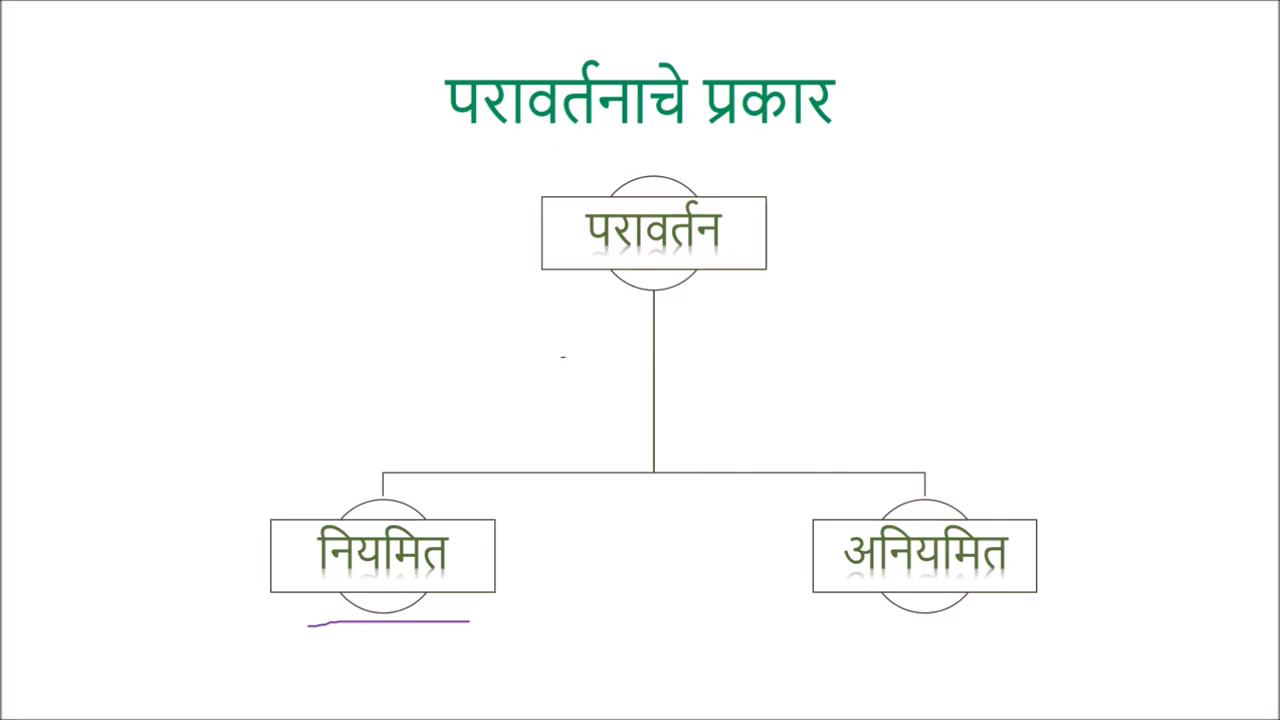 परावर्तनाचे प्रकार
परावर्तन
नियमित
अनियमित